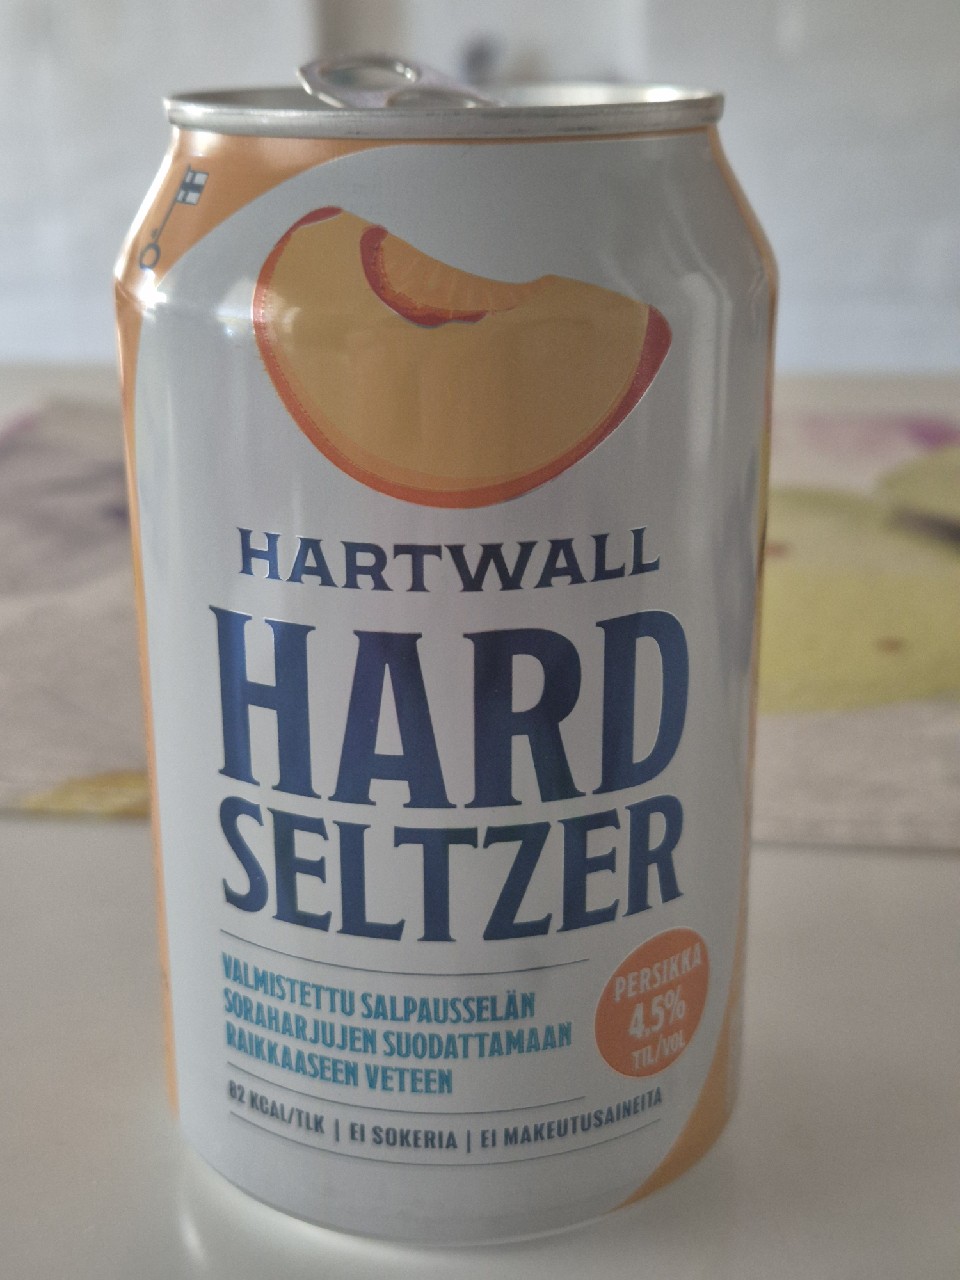 HARTWALL
HARD
SELTZER
VALMISTETTU SALPAUSSELÄN
SORAHARJUJEN SUODATTAMAAN
RAIKKAASEEN VETEEN
PERSIKKA
4,5%
TIL/VOL
82 KCAL/TLK | EI SOKERIA | EI MAKEUTUSAINEITA